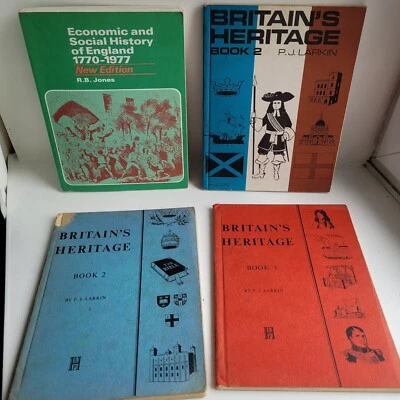 Economic and
Social History
of England
1770-1977
New Edition
R.B. Jones
BRITAIN'S
HERITAGE
BOOK 2 P.J. LARKIN
BRITAIN'S
HERITAGE
BOOK 2
BY P. J. LARKIN
BRITAIN'S
HERITAGE
BOOK
BY P. J. LARKIN